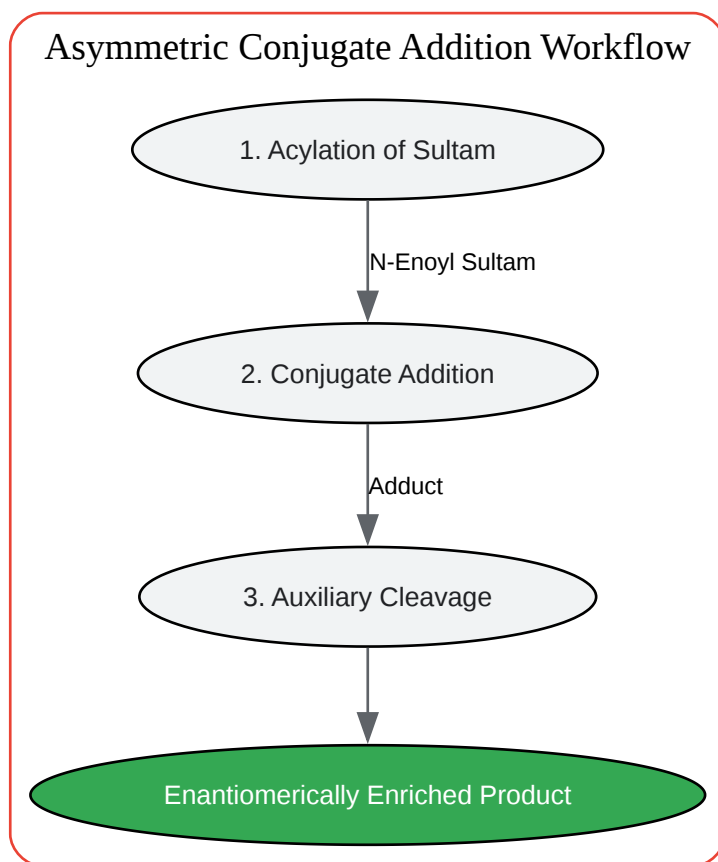 Asymmetric Conjugate Addition Workflow
1. Acylation of Sultam
N-Enoyl Sultam
2. Conjugate Addition
Adduct
3. Auxiliary Cleavage
Enantiomerically Enriched Product